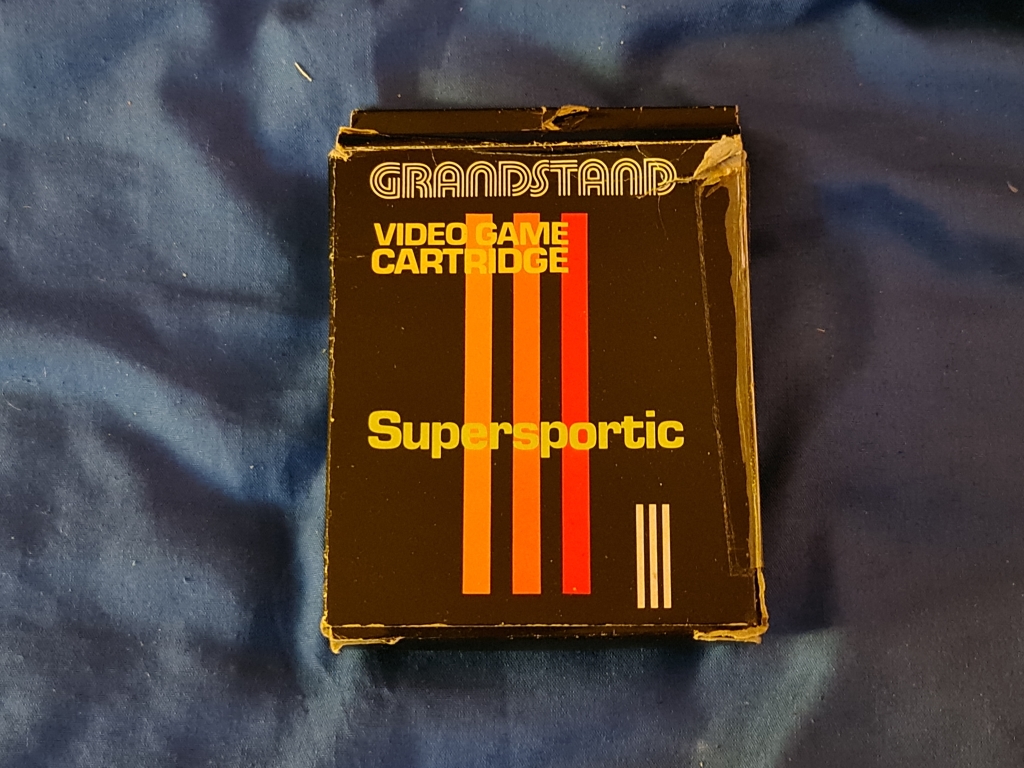 GRANDSTAND
VIDEO GAME
CARTRIDGE
Supersportic